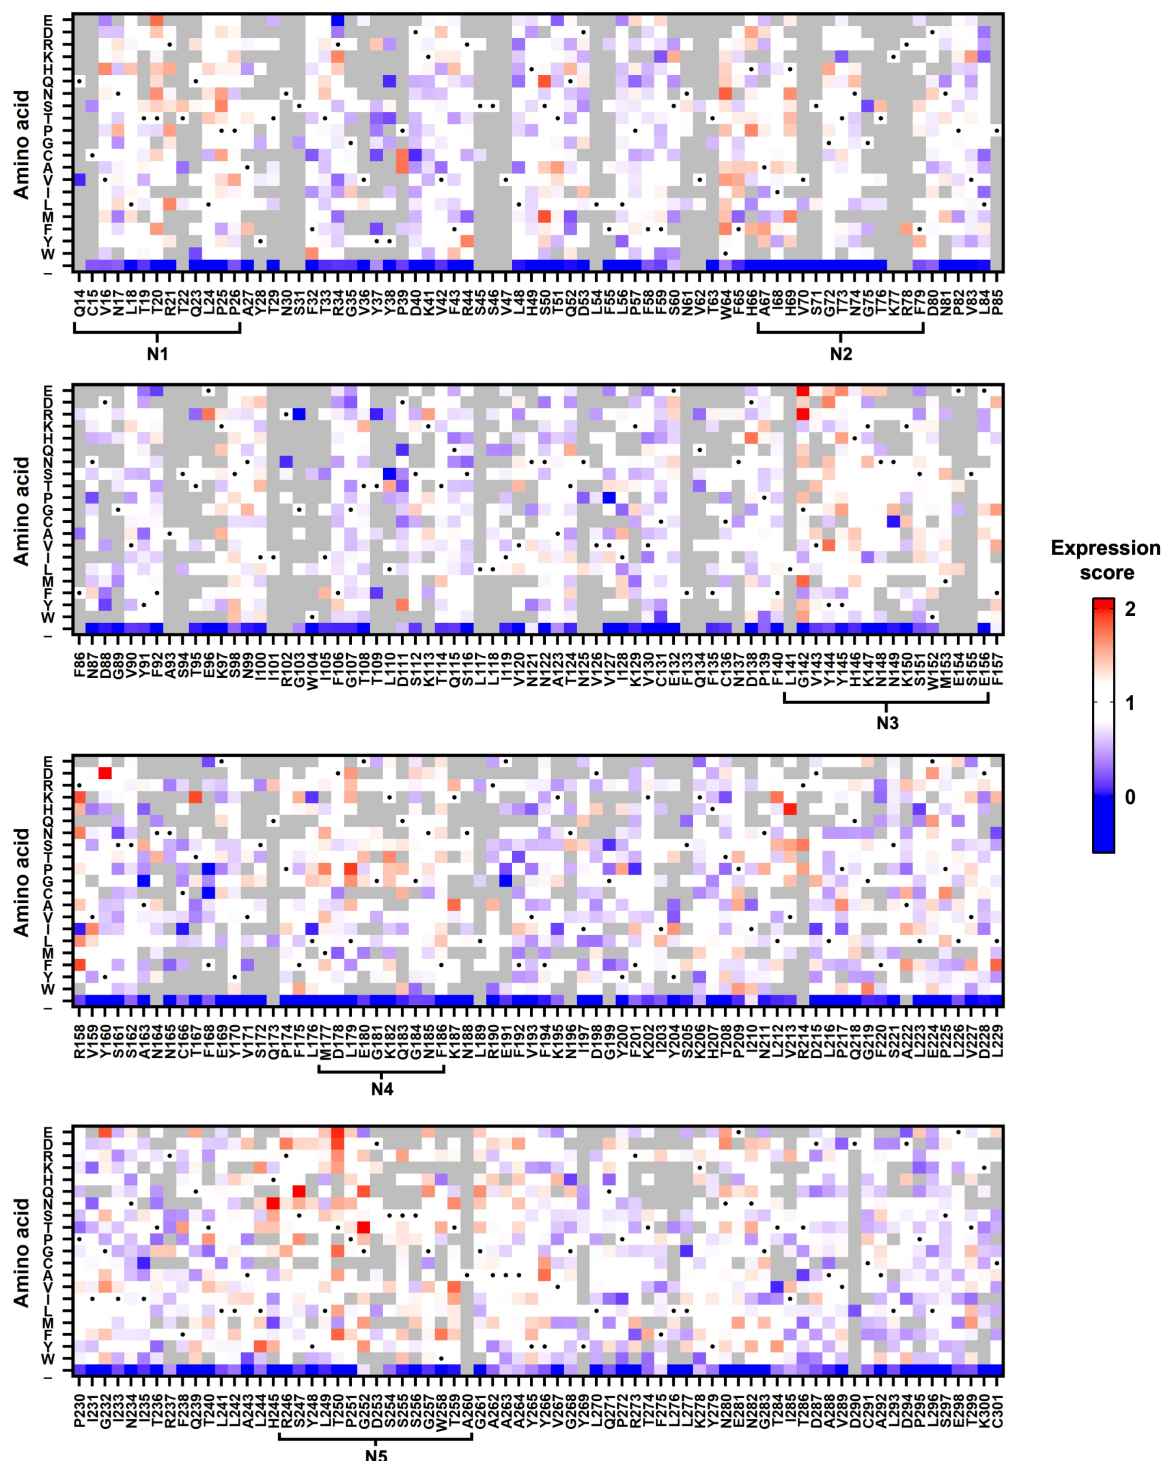 Amino acid
E
D
R
K
H
Q
N
S
T
P
G
C
A
V
I
L
M
F
Y
W
–
Q14 C15 V16 N17 L18 T19 T20 R21 T22 Q23 L24 P25 P26 A27 Y28 T29 N30 S31 F32 T33 R34 G35 V36 Y37 Y38 P39 D40 K41 V42 F43 R44 S45 S46 V47 L48 H49 S50 T51 Q52 D53 L54 F55 L56 P57 F58 F59 S60 N61 V62 T63 W64 F65 H66 A67 I68 H69 V70 S71 G72 T73 N74 G75 T76 K77 R78 F79 D80 N81 P82 V83 L84 P85
N1 N2
Amino acid
E
D
R
K
H
Q
N
S
T
P
G
C
A
V
I
L
M
F
Y
W
–
F86 N87 D88 G89 V90 Y91 F92 A93 S94 T95 E96 K97 S98 N99 I100 I101 R102 G103 W104 I105 F106 G107 T108 T109 L110 D111 S112 K113 T114 Q115 S116 L117 L118 I119 V120 N121 N122 A123 T124 N125 V126 V127 I128 K129 V130 C131 E132 F133 Q134 F135 C136 N137 D138 P139 F140 L141 G142 V143 Y144 Y145 H146 K147 N148 N149 K150 S151 W152 M153 E154 S155 E156 F157
N3
Expression
score
2
1
0
Amino acid
E
D
R
K
H
Q
N
S
T
P
G
C
A
V
I
L
M
F
Y
W
–
R158 V159 Y160 S161 S162 A163 N164 N165 C166 T167 F168 E169 Y170 V171 S172 Q173 P174 F175 L176 M177 D178 L179 E180 G181 K182 Q183 G184 N185 F186 K187 N188 L189 R190 E191 F192 V193 F194 K195 N196 I197 D198 G199 Y200 F201 K202 I203 Y204 S205 K206 H207 T208 P209 I210 N211 L212 V213 R214 D215 L216 P217 Q218 G219 F220 S221 A222 L223 E224 P225 L226 V227 D228 L229
N4
Amino acid
E
D
R
K
H
Q
N
S
T
P
G
C
A
V
I
L
M
F
Y
W
–
P230 I231 G232 I233 N234 I235 T236 R237 F238 Q239 T240 L241 L242 A243 L244 H245 R246 S247 Y248 L249 T250 P251 G252 D253 S254 S255 S256 G257 W258 T259 A260 G261 A262 A263 A264 Y265 Y266 V267 G268 Y269 L270 Q271 P272 R273 T274 F275 L276 L277 K278 Y279 N280 E281 N282 G283 T284 I285 T286 D287 A288 V289 D290 C291 A292 L293 D294 P295 L296 S297 E298 T299 K300 C301
N5